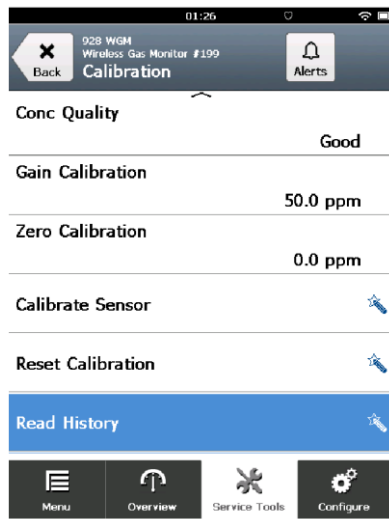 01:26
928 WGM
Wireless Gas Monitor #199
Calibration
Back
Alerts
Conc Quality
Good
Gain Calibration
50.0 ppm
Zero Calibration
0.0 ppm
Calibrate Sensor
Reset Calibration
Read History
Menu
Overview
Service Tools
Configure